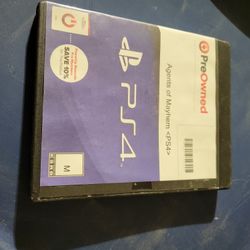 PreOwned
Agents of Mayhem <PS4>
SAVE 10%
PS4
M